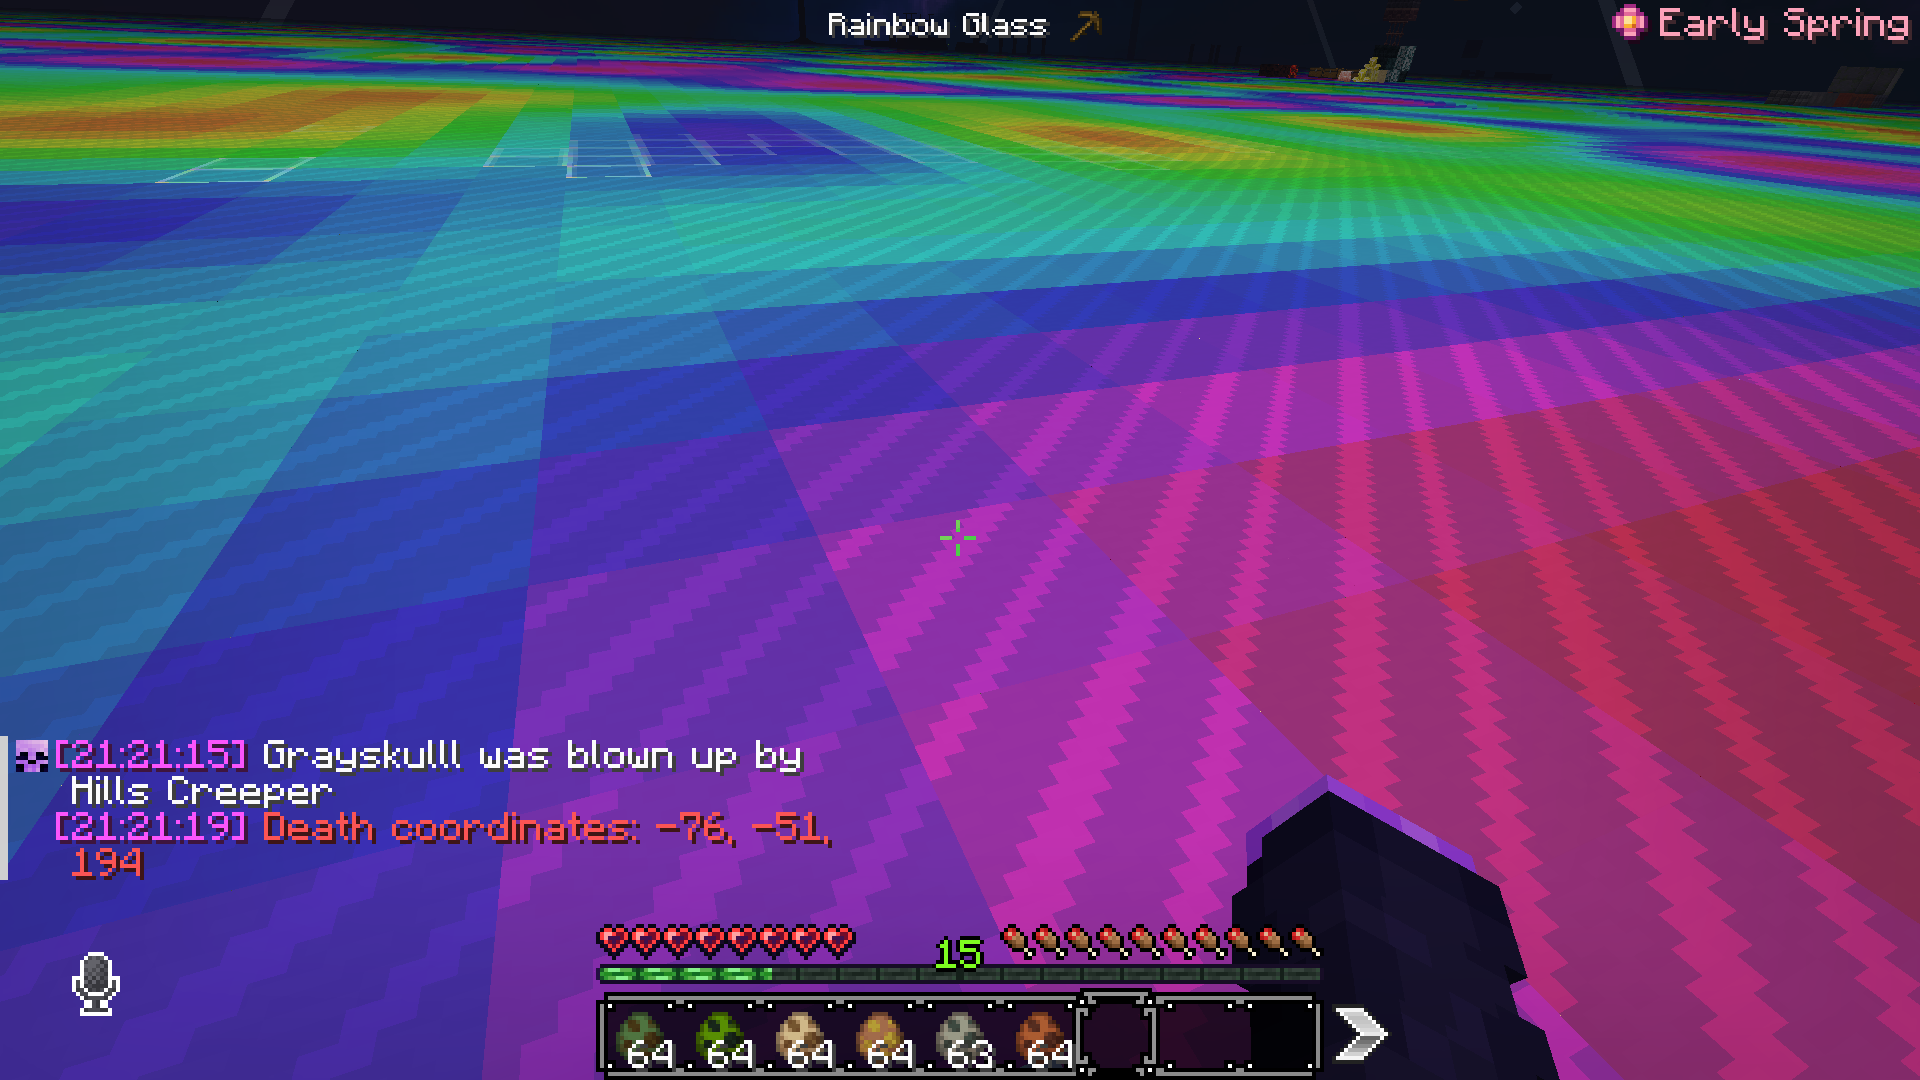 Rainbow Glass
Early Spring
[21:21:15] Grayskulll was blown up by
Hills Creeper
[21:21:19] Death coordinates: -76, -51,
194
15
64 64 64 64 63 64